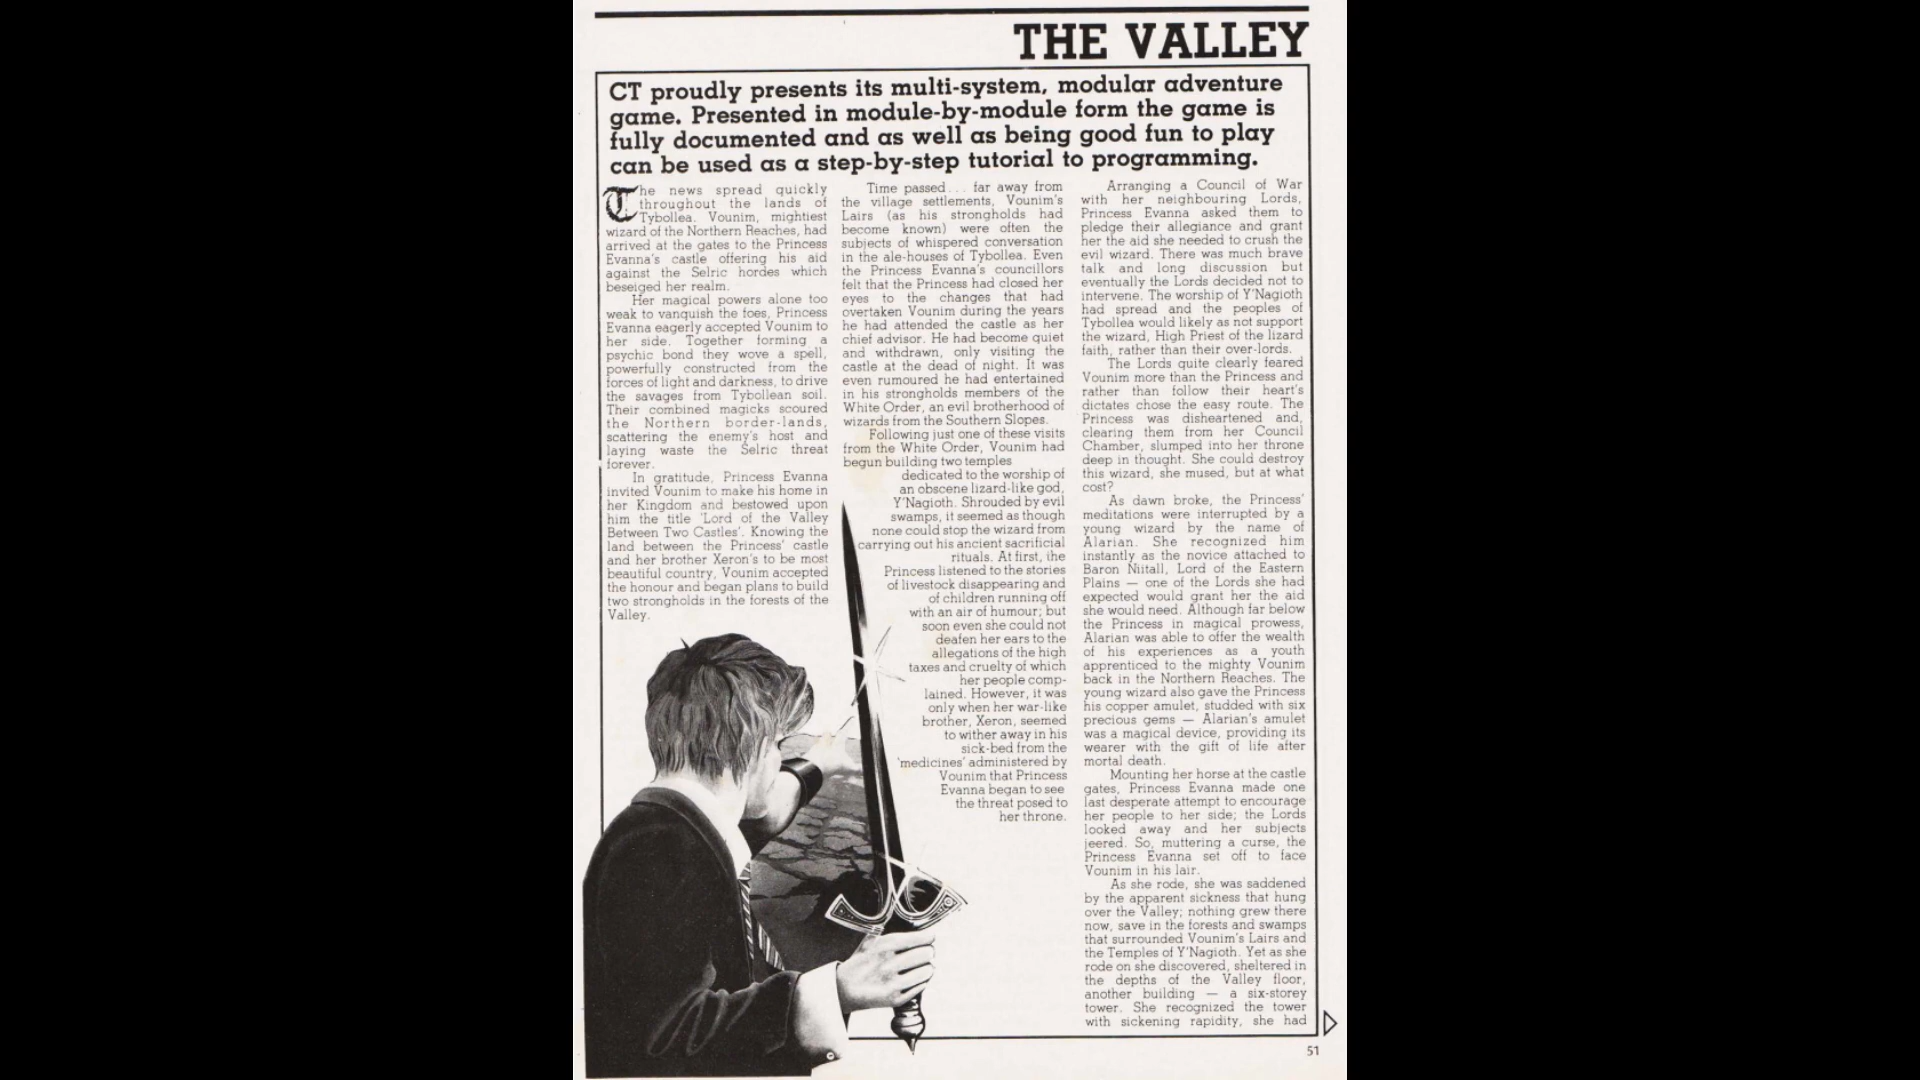 THE VALLEY
CT proudly presents its multi-system, modular adventure
game. Presented in module-by-module form the game is
fully documented and as well as being good fun to play
can be used as a step-by-step tutorial to programming.
The news spread quickly
throughout the lands of
Tybollea. Vounim, mightiest
wizard of the Northern Reaches, had
arrived at the gates to the Princess
Evanna's castle offering his aid
against the Selric hordes which
beseiged her realm.
Her magical powers alone too
weak to vanquish the foes, Princess
Evanna eagerly accepted Vounim to
her side. Together forming a
psychic bond they wove a spell,
powerfully constructed from the
forces of light and darkness, to drive
the savages from Tybollean soil.
Their combined magicks scoured
the Northern border-lands,
scattering the enemy's host and
laying waste the Selric threat
forever.
In gratitude, Princess Evanna
invited Vounim to make his home in
her Kingdom and bestowed upon
him the title 'Lord of the Valley
Between Two Castles'. Knowing the
land between the Princess' castle
and her brother Xeron's to be most
beautiful country, Vounim accepted
the honour and began plans to build
two strongholds in the forests of the
Valley.
Time passed... far away from
the village settlements, Vounim's
Lairs (as his strongholds had
become known) were often the
subjects of whispered conversation
in the ale-houses of Tybollea. Even
the Princess Evanna's councillors
felt that the Princess had closed her
eyes to the changes that had
overtaken Vounim during the years
he had attended the castle as her
chief advisor. He had become quiet
and withdrawn, only visiting the
castle at the dead of night. It was
even rumoured he had entertained
in his strongholds members of the
White Order, an evil brotherhood of
wizards from the Southern Slopes.
Following just one of these visits
from the White Order, Vounim had
begun building two temples
dedicated to the worship of
an obscene lizard-like god,
Y'Nagioth. Shrouded by evil
swamps, it seemed as though
none could stop the wizard from
carrying out his ancient sacrificial
rituals. At first, the
Princess listened to the stories
of livestock disappearing and
of children running off
with an air of humour; but
soon even she could not
deafen her ears to the
allegations of the high
taxes and cruelty of which
her people comp-
lained. However, it was
only when her war-like
brother, Xeron, seemed
to wither away in his
sick-bed from the
'medicines' administered by
Vounim that Princess
Evanna began to see
the threat posed to
her throne.
Arranging a Council of War
with her neighbouring Lords,
Princess Evanna asked them to
pledge their allegiance and grant
her the aid she needed to crush the
evil wizard. There was much brave
talk and long discussion but
eventually the Lords decided not to
intervene. The worship of Y'Nagioth
had spread and the peoples of
Tybollea would likely as not support
the wizard, High Priest of the lizard
faith, rather than their over-lords.
The Lords quite clearly feared
Vounim more than the Princess and
rather than follow their heart's
dictates chose the easy route. The
Princess was disheartened and,
clearing them from her Council
Chamber, slumped into her throne
deep in thought. She could destroy
this wizard, she mused, but at what
cost?
As dawn broke, the Princess'
meditations were interrupted by a
young wizard by the name of
Alarian. She recognized him
instantly as the novice attached to
Baron Niitall, Lord of the Eastern
Plains — one of the Lords she had
expected would grant her the aid
she would need. Although far below
the Princess in magical prowess,
Alarian was able to offer the wealth
of his experiences as a youth
apprenticed to the mighty Vounim
back in the Northern Reaches. The
young wizard also gave the Princess
his copper amulet, studded with six
precious gems — Alarian's amulet
was a magical device, providing its
wearer with the gift of life after
mortal death.
Mounting her horse at the castle
gates, Princess Evanna made one
last desperate attempt to encourage
her people to her side; the Lords
looked away and her subjects
jeered. So, muttering a curse, the
Princess Evanna set off to face
Vounim in his lair.
As she rode, she was saddened
by the apparent sickness that hung
over the Valley; nothing grew there
now, save in the forests and swamps
that surrounded Vounim's Lairs and
the Temples of Y'Nagioth. Yet as she
rode on she discovered, sheltered in
the depths of the Valley floor,
another building — a six-storey
tower. She recognized the tower
with sickening rapidity, she had
51